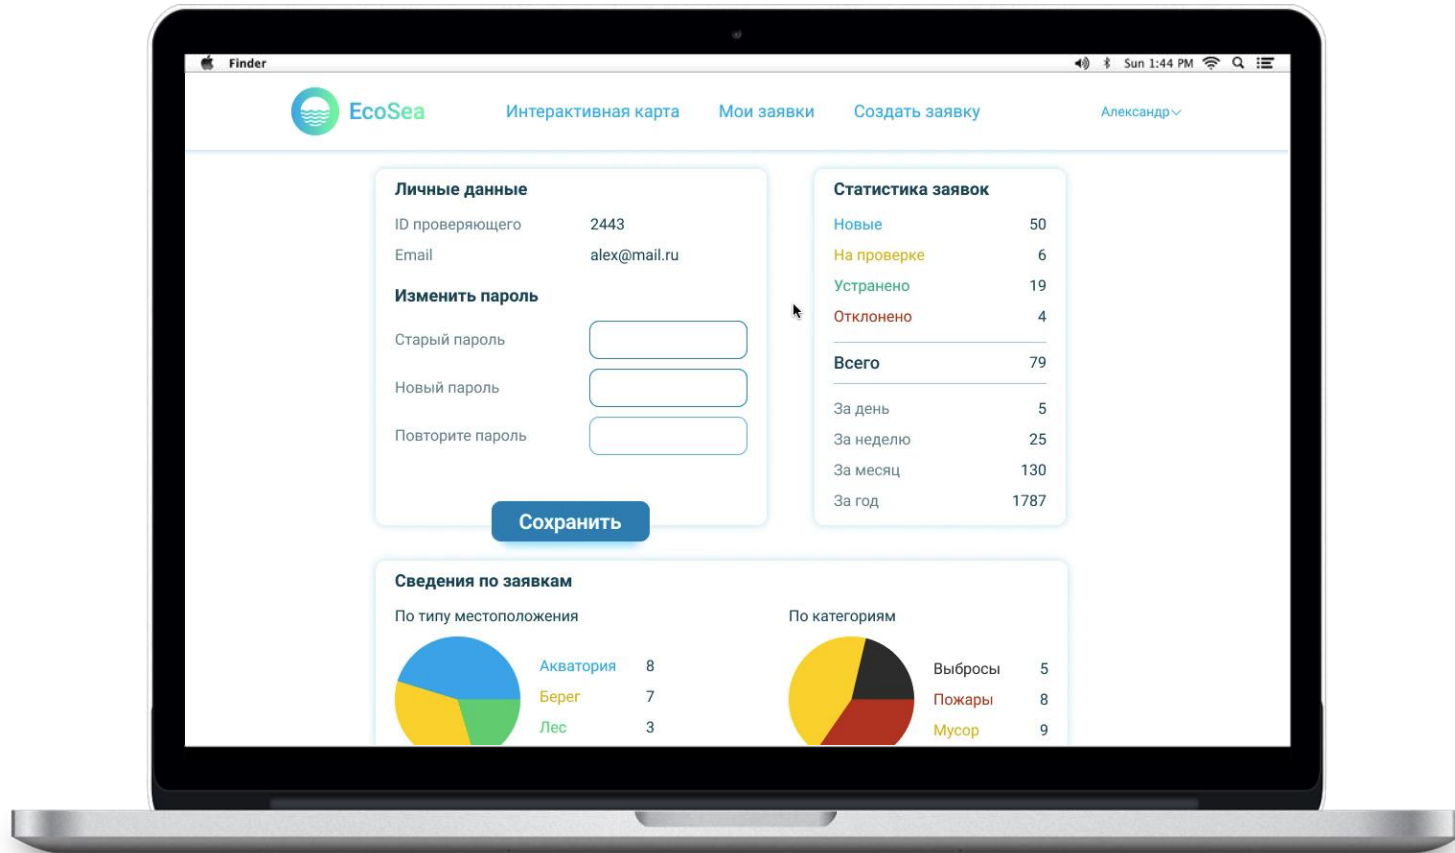 Finder
Sun 1:44 PM
EcoSea
Интерактивная карта
Мои заявки
Создать заявку
Александр
Личные данные
ID проверяющего 2443
Email alex@mail.ru
Изменить пароль
Старый пароль
Новый пароль
Повторите пароль
Сохранить
Статистика заявок
Новые 50
На проверке 6
Устранено 19
Отклонено 4
Всего 79
За день 5
За неделю 25
За месяц 130
За год 1787
Сведения по заявкам
По типу местоположения
Акватория 8
Берег 7
Лес 3
По категориям
Выбросы 5
Пожары 8
Мусор 9